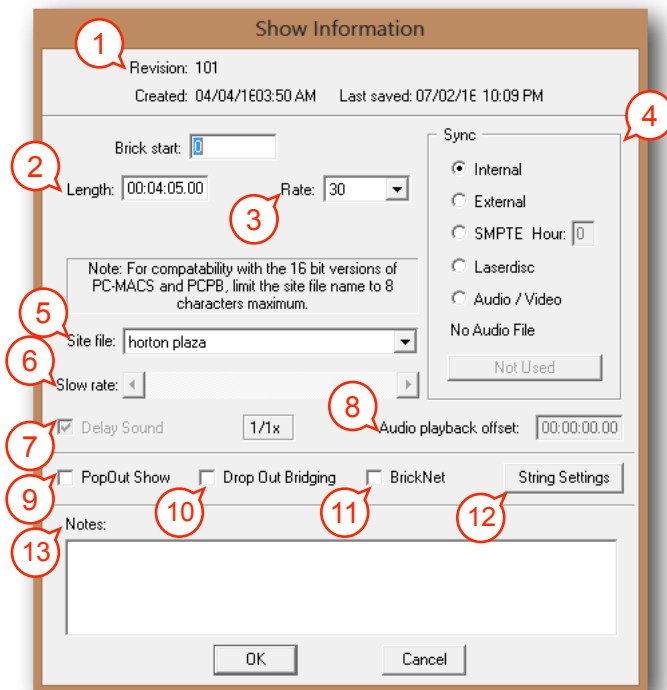 Show Information
1
Revision: 101
Created: 04/04/1603:50 AM Last saved: 07/02/16 10:09 PM
4
Brick start: 0
Sync
2
Length: 00:04:05.00
3
Rate: 30
Internal
External
SMPTE Hour: 0
Laserdisc
Audio / Video
No Audio File
Not Used
Note: For compatability with the 16 bit versions of
PC-MACS and PCPB, limit the site file name to 8
characters maximum.
5
Site file: horton plaza
6
Slow rate:
7
Delay Sound
1/1x
8
Audio playback offset: 00:00:00.00
9
PopOut Show
10
Drop Out Bridging
11
BrickNet
12
String Settings
13
Notes:
OK
Cancel